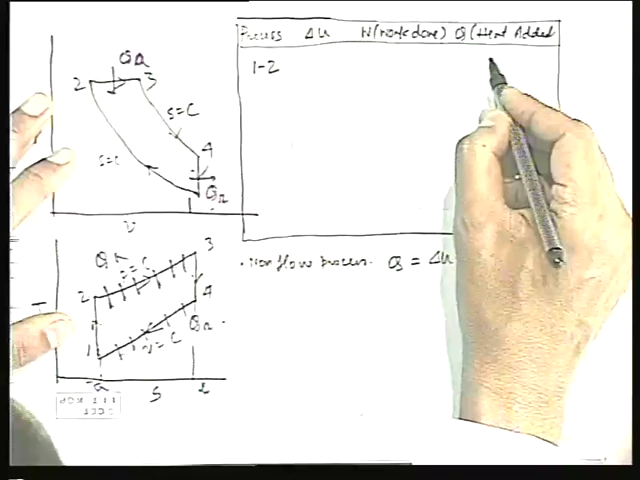 Process ΔU W(work done) Q (Heat Added
1-2
QA
2 3
S=C
4
S=C
QR
v
• Non flow process. Q = ΔU
3
QA
P=C
2
4
QR
1
v=C
S